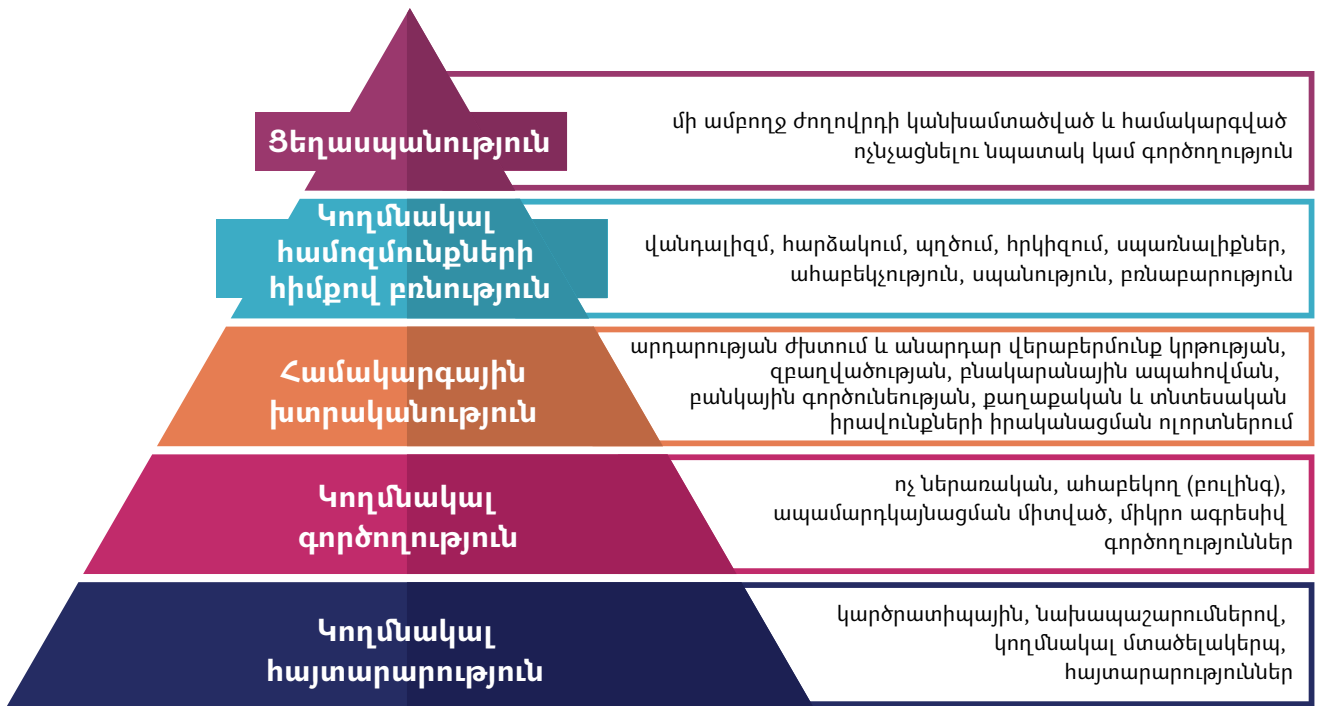 Ցեղասպանություն
մի ամբողջ ժողովրդի կանխամտածված և համակարգված
ոչնչացնելու նպատակ կամ գործողություն
Կողմնակալ
համոզմունքների
հիմքով բռնություն
վանդալիզմ, հարձակում, պղծում, հրկիզում, սպառնալիքներ,
ահաբեկչություն, սպանություն, բռնաբարություն
Համակարգային
խտրականություն
արդարության ժխտում և անարդար վերաբերմունք կրթության,
զբաղվածության, բնակարանային ապահովման,
բանկային գործունեության, քաղաքական և տնտեսական
իրավունքների իրականացման ոլորտներում
Կողմնակալ
գործողություն
ոչ ներառական, ահաբեկող (բուլինգ),
ապամարդկայնացման միտված, միկրո ագրեսիվ
գործողություններ
Կողմնակալ
հայտարարություն
կարծրատիպային, նախապաշարումներով,
կողմնակալ մտածելակերպ,
հայտարարություններ